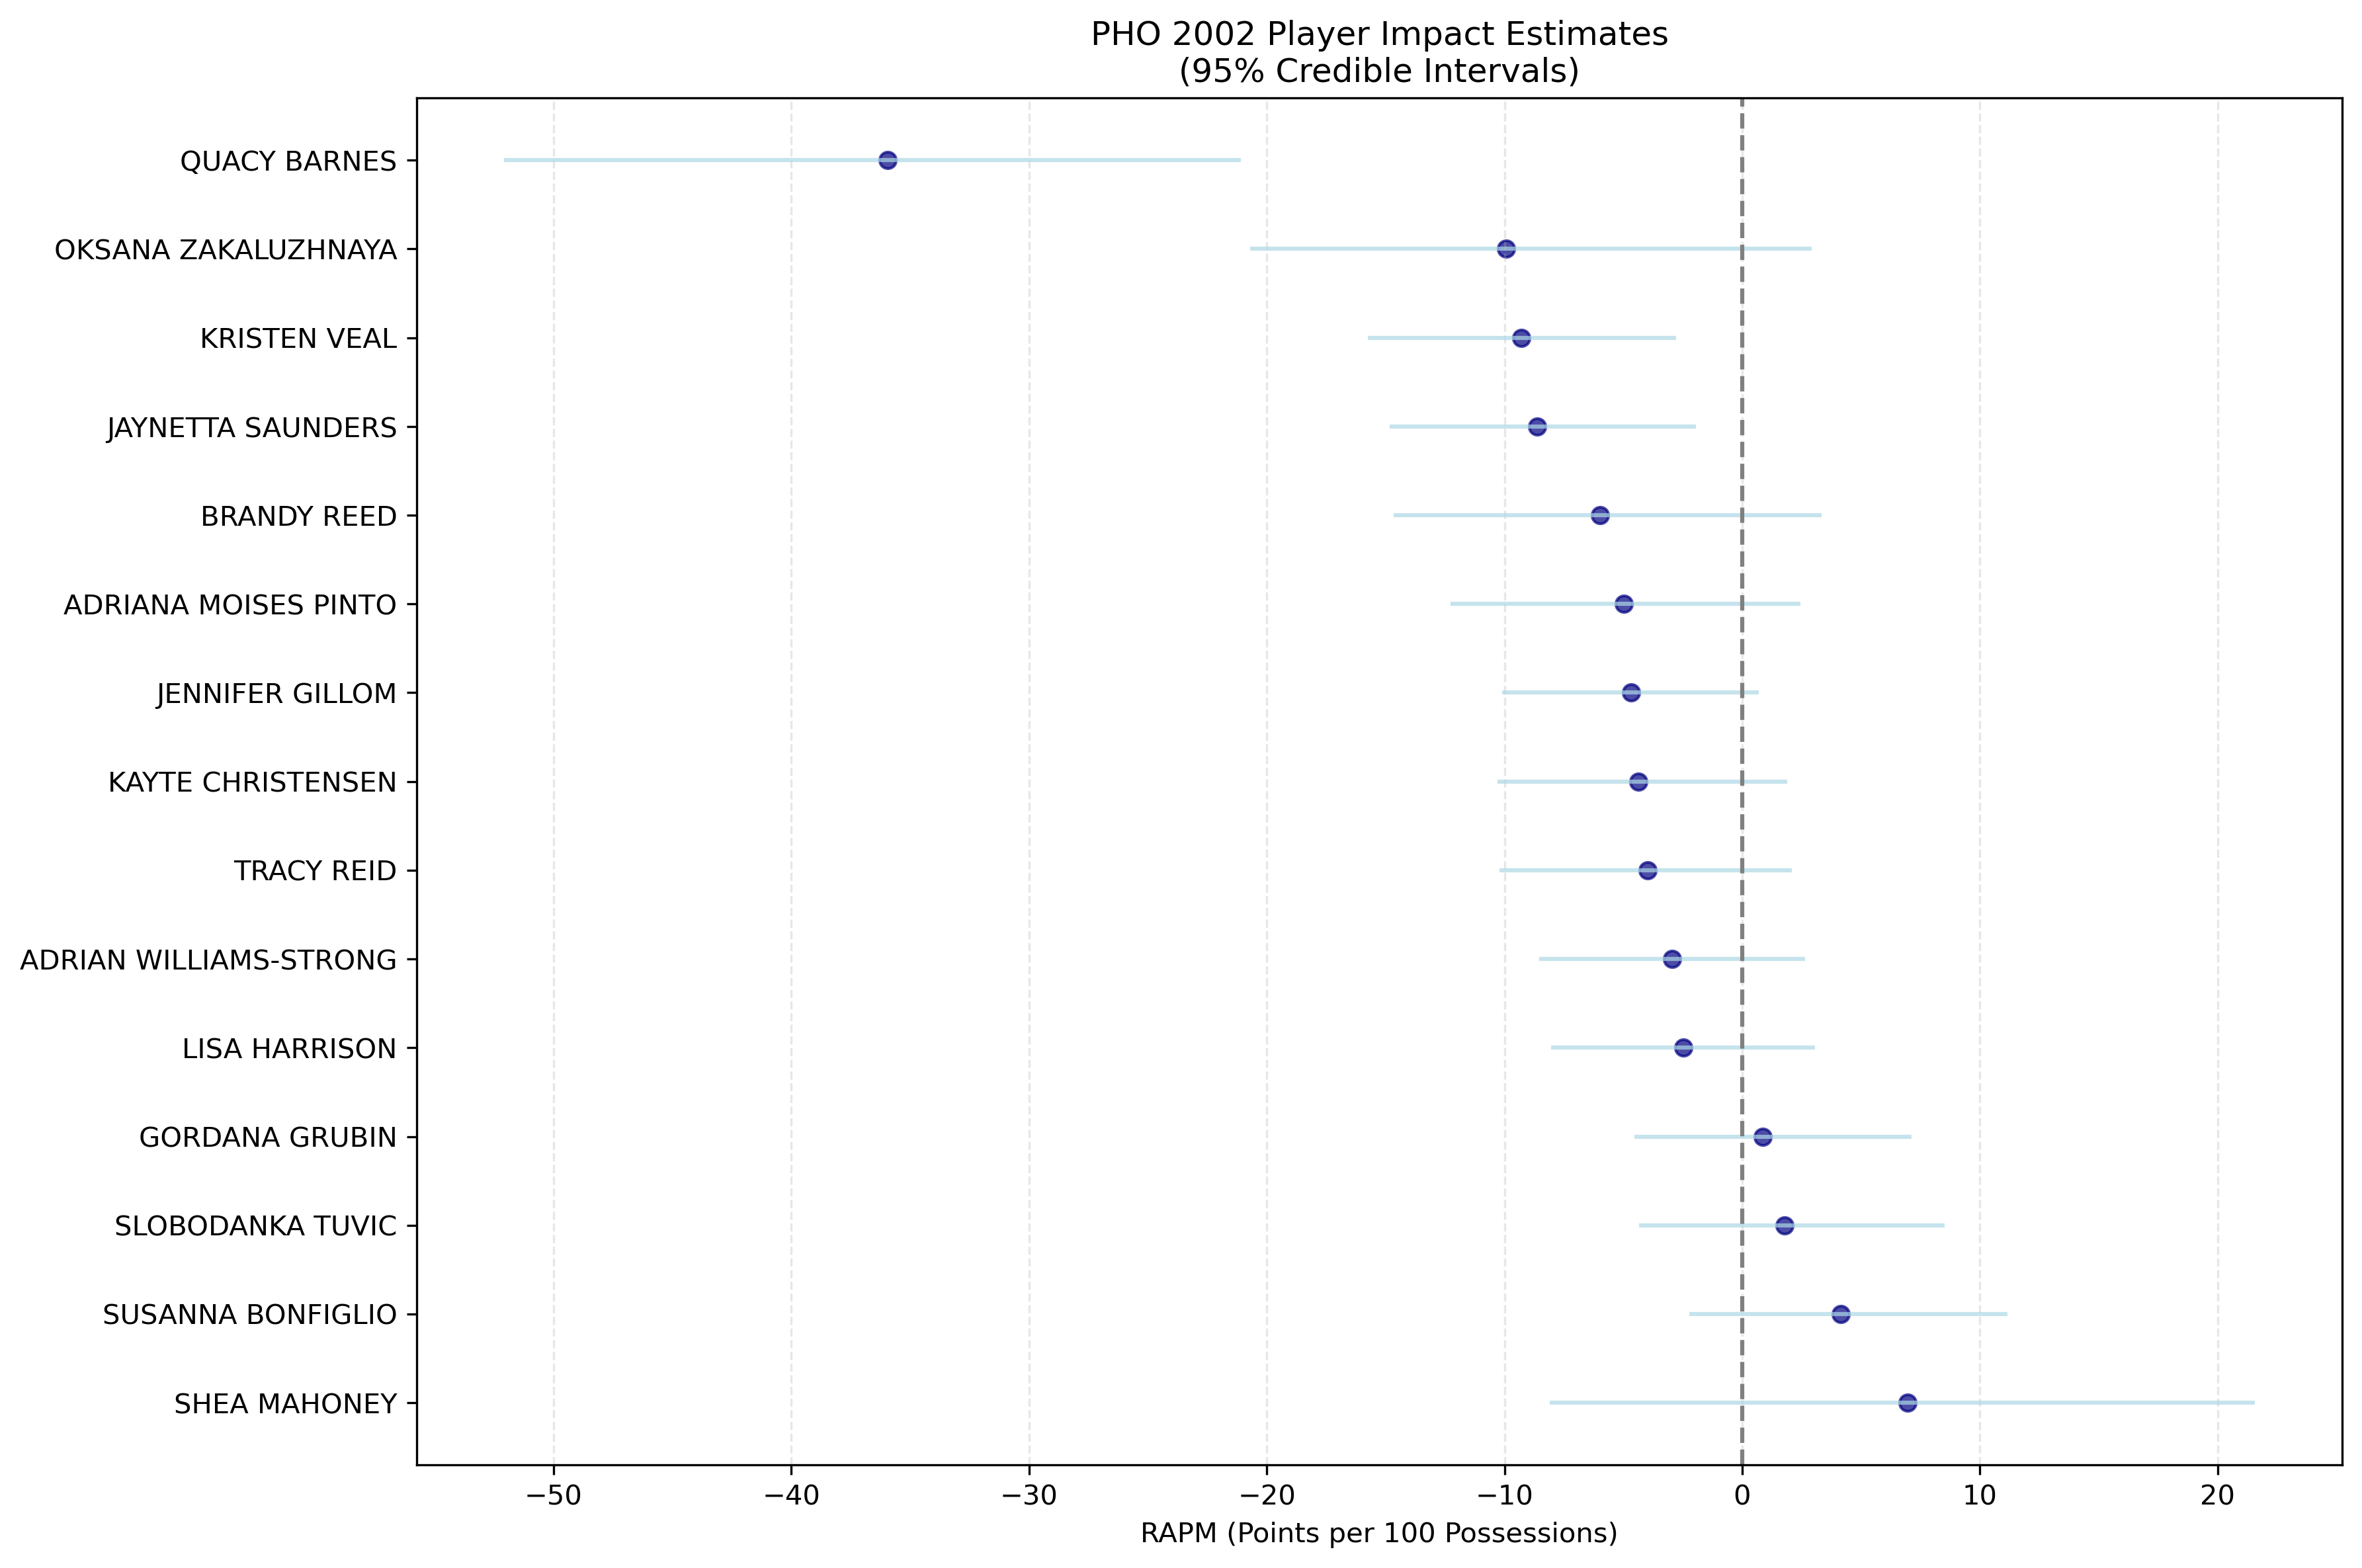 PHO 2002 Player Impact Estimates
(95% Credible Intervals)
QUACY BARNES
OKSANA ZAKALUZHNAYA
KRISTEN VEAL
JAYNETTA SAUNDERS
BRANDY REED
ADRIANA MOISES PINTO
JENNIFER GILLOM
KAYTE CHRISTENSEN
TRACY REID
ADRIAN WILLIAMS-STRONG
LISA HARRISON
GORDANA GRUBIN
SLOBODANKA TUVIC
SUSANNA BONFIGLIO
SHEA MAHONEY
−50 −40 −30 −20 −10 0 10 20
RAPM (Points per 100 Possessions)